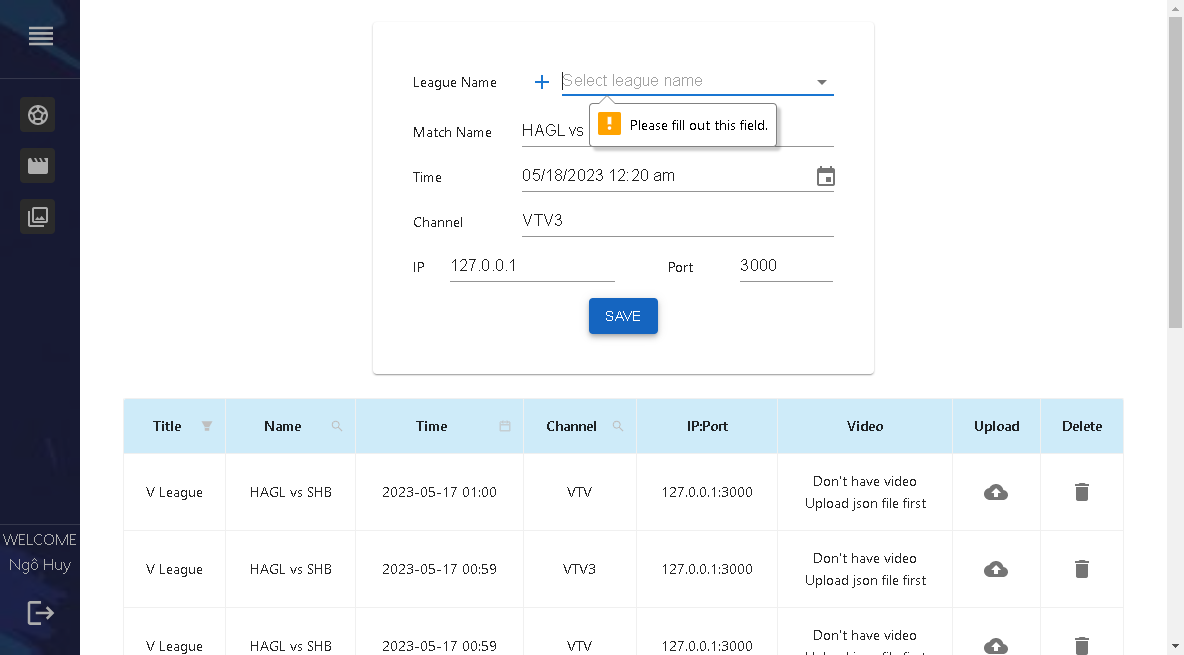 League Name + Select league name
Please fill out this field.
Match Name HAGL vs
Time 05/18/2023 12:20 am
Channel VTV3
IP 127.0.0.1 Port 3000
SAVE
Title Name Time Channel IP:Port Video Upload Delete
V League HAGL vs SHB 2023-05-17 01:00 VTV 127.0.0.1:3000 Don't have video
Upload json file first
V League HAGL vs SHB 2023-05-17 00:59 VTV3 127.0.0.1:3000 Don't have video
Upload json file first
V League HAGL vs SHB 2023-05-17 00:59 VTV 127.0.0.1:3000 Don't have video
Upload json file first
WELCOME
Ngô Huy